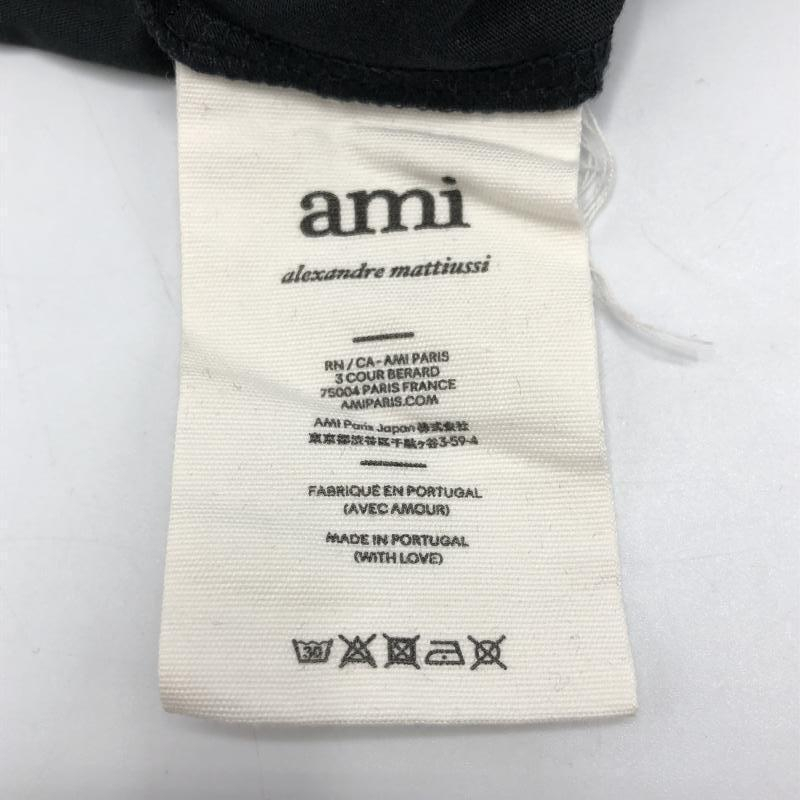 ami
alexandre mattiussi
RN / CA - AMI PARIS
3 COUR BERARD
75004 PARIS FRANCE
AMIPARIS.COM
AMI Paris Japan 株式会社
東京都渋谷区千駄ヶ谷3-59-4
FABRIQUÉ EN PORTUGAL
(AVEC AMOUR)
MADE IN PORTUGAL
(WITH LOVE)
30